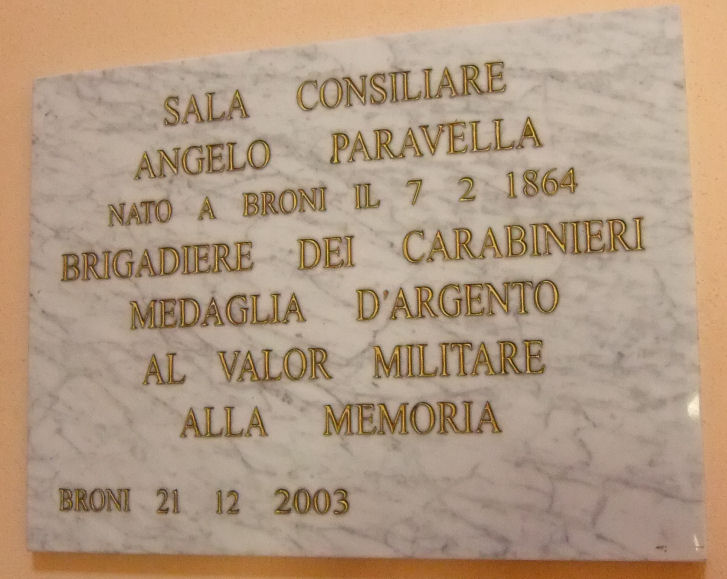 SALA CONSILIARE
ANGELO PARAVELLA
NATO A BRONI IL 7 2 1864
BRIGADIERE DEI CARABINIERI
MEDAGLIA D'ARGENTO
AL VALOR MILITARE
ALLA MEMORIA
BRONI 21 12 2003